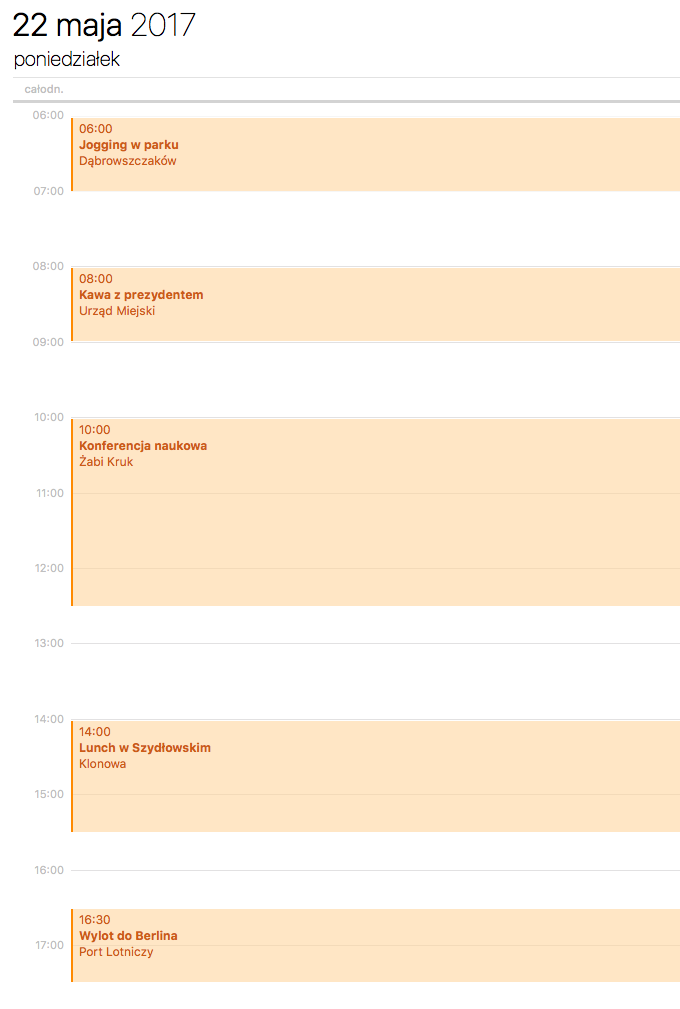 22 maja 2017
poniedziałek
całodn.
06:00
06:00
Jogging w parku
Dąbrowszczaków
07:00
08:00
08:00
Kawa z prezydentem
Urząd Miejski
09:00
10:00
10:00
Konferencja naukowa
Żabi Kruk
11:00
12:00
13:00
14:00
14:00
Lunch w Szydłowskim
Klonowa
15:00
16:00
16:30
Wylot do Berlina
17:00
Port Lotniczy